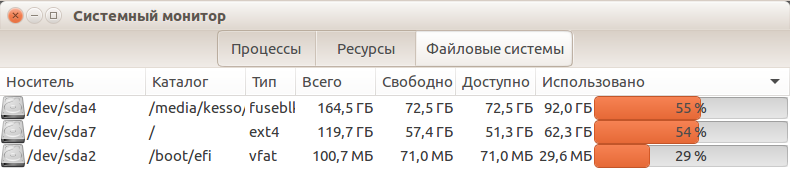 Системный монитор
Процессы Ресурсы Файловые системы
Носитель Каталог Тип Всего Свободно Доступно Использовано
/dev/sda4 /media/kesso/ fuseblk 164,5 ГБ 72,5 ГБ 72,5 ГБ 92,0 ГБ 55 %
/dev/sda7 / ext4 119,7 ГБ 57,4 ГБ 51,3 ГБ 62,3 ГБ 54 %
/dev/sda2 /boot/efi vfat 100,7 МБ 71,0 МБ 71,0 МБ 29,6 МБ 29 %